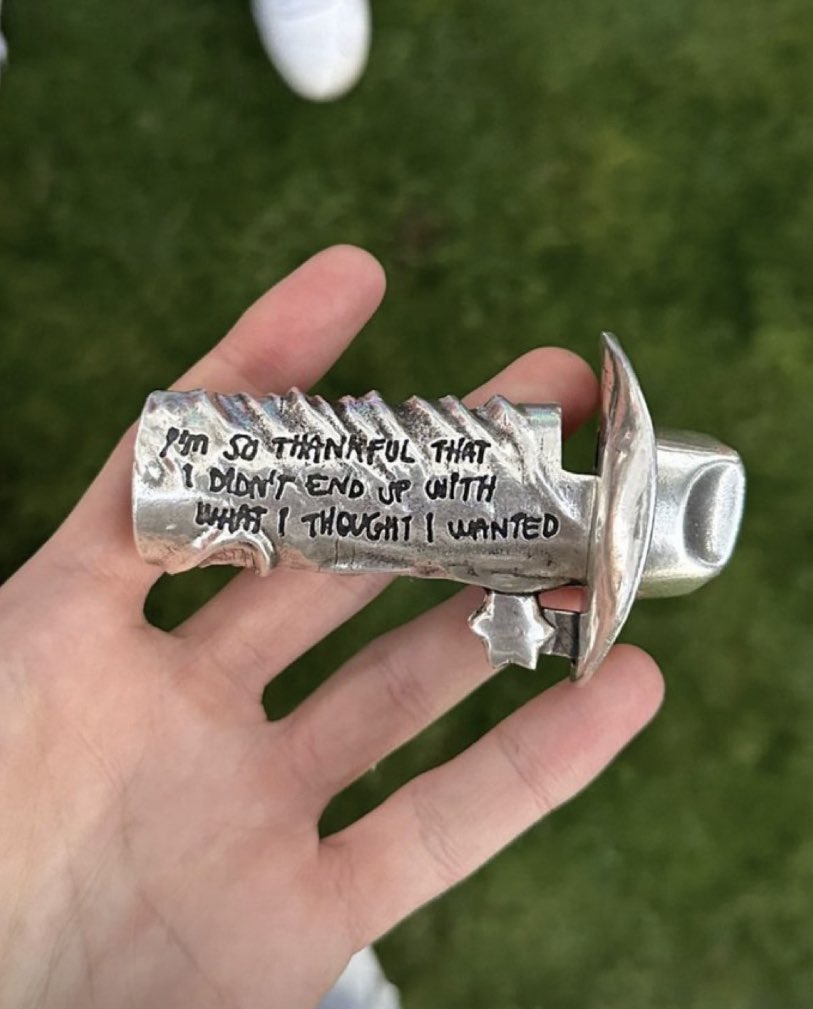 I'M SO THANKFUL THAT
I DIDN'T END UP WITH
WHAT I THOUGHT I WANTED